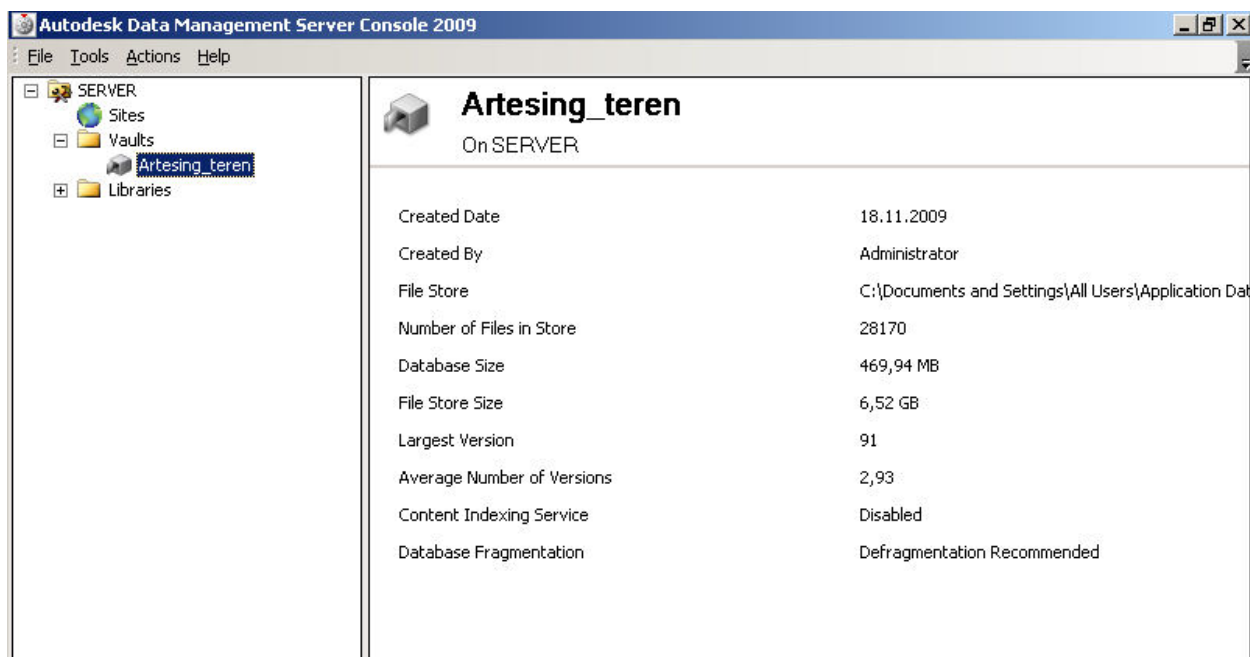 Autodesk Data Management Server Console 2009
File Tools Actions Help
SERVER
Sites
Vaults
Artesing_teren
Libraries
Artesing_teren
On SERVER
Created Date 18.11.2009
Created By Administrator
File Store C:\Documents and Settings\All Users\Application Dat
Number of Files in Store 28170
Database Size 469,94 MB
File Store Size 6,52 GB
Largest Version 91
Average Number of Versions 2,93
Content Indexing Service Disabled
Database Fragmentation Defragmentation Recommended